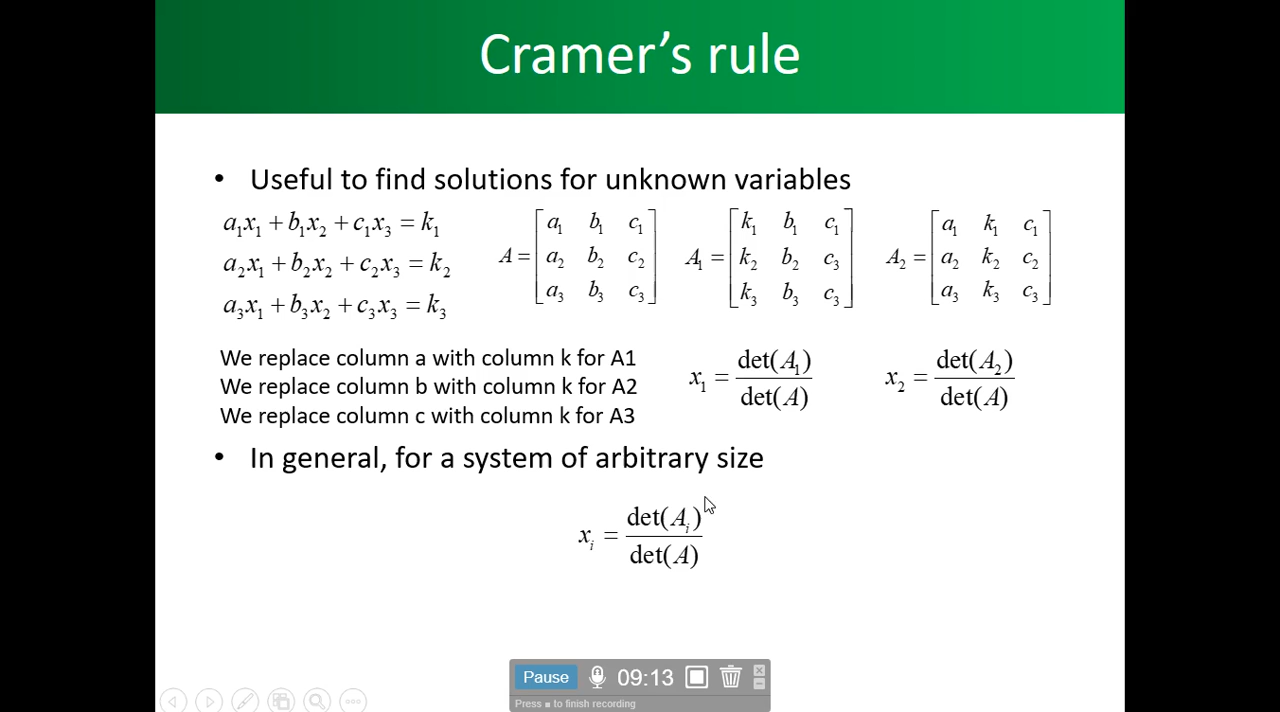 Cramer's rule
• Useful to find solutions for unknown variables
a₁x₁ + b₁x₂ + c₁x₃ = k₁
a₂x₁ + b₂x₂ + c₂x₃ = k₂
a₃x₁ + b₃x₂ + c₃x₃ = k₃
A = [a₁ b₁ c₁
a₂ b₂ c₂
a₃ b₃ c₃]
A₁ = [k₁ b₁ c₁
k₂ b₂ c₃
k₃ b₃ c₃]
A₂ = [a₁ k₁ c₁
a₂ k₂ c₂
a₃ k₃ c₃]
We replace column a with column k for A1
We replace column b with column k for A2
We replace column c with column k for A3
x₁ = det(A₁) / det(A)
x₂ = det(A₂) / det(A)
• In general, for a system of arbitrary size
xᵢ = det(Aᵢ) / det(A)
Pause 09:13
Press ■ to finish recording